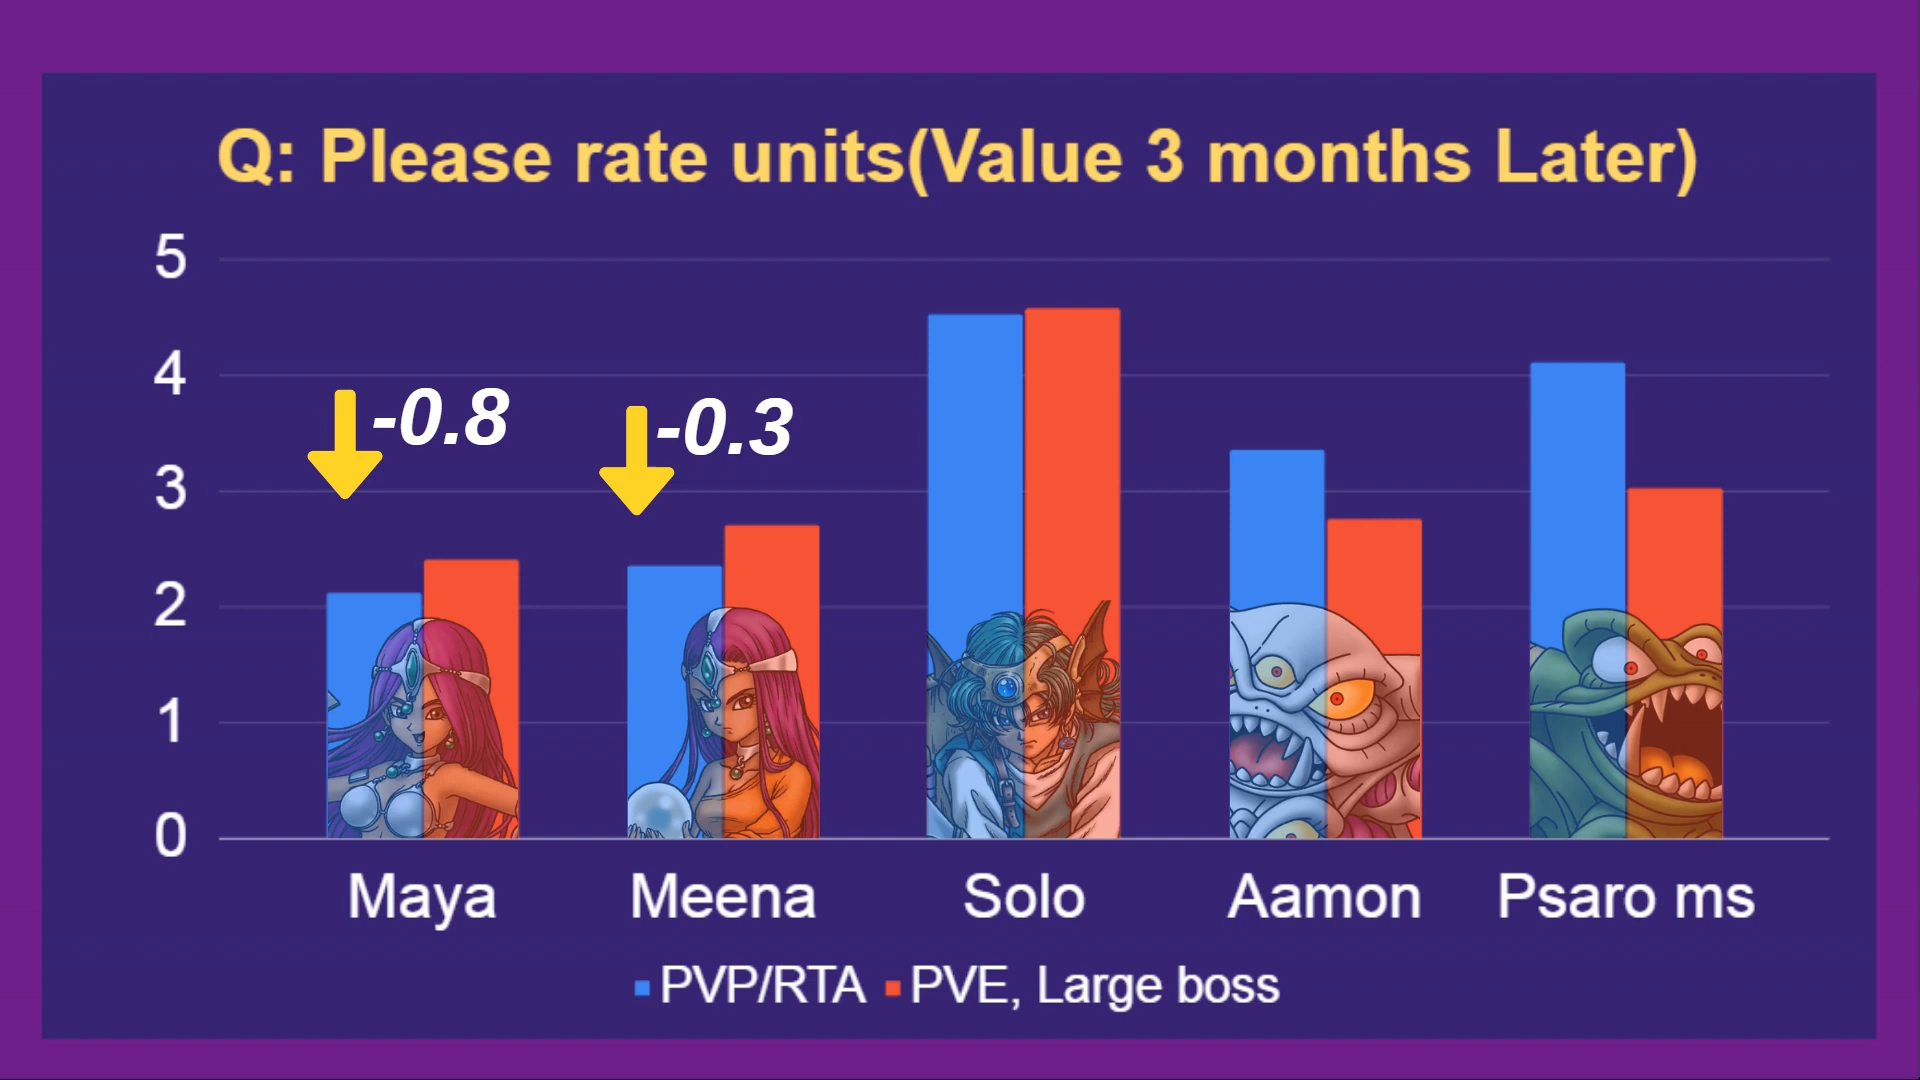 Q: Please rate units(Value 3 months Later)
5
4
3
2
1
0
-0.8
-0.3
Maya Meena Solo Aamon Psaro ms
PVP/RTA PVE, Large boss